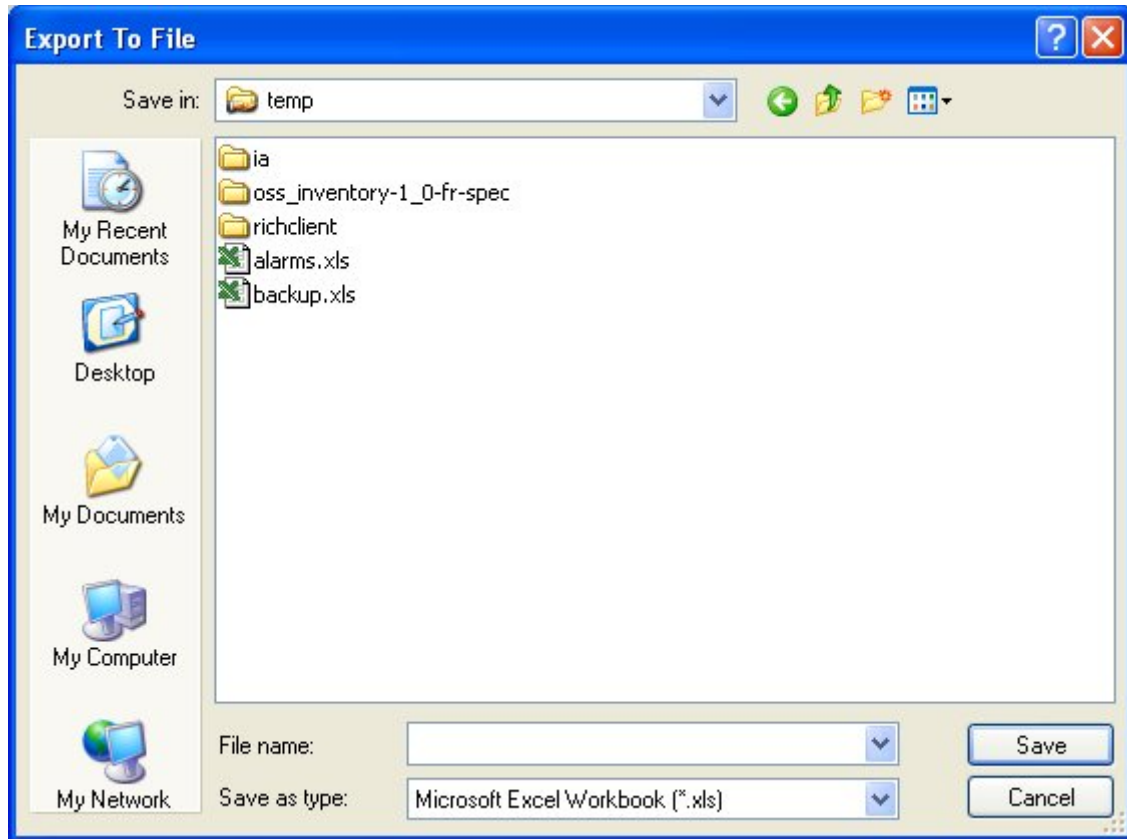 Export To File
Save in:
temp
ia
oss_inventory-1_0-fr-spec
richclient
alarms.xls
backup.xls
My Recent
Documents
Desktop
My Documents
My Computer
My Network
File name:
Save
Save as type:
Microsoft Excel Workbook (*.xls)
Cancel